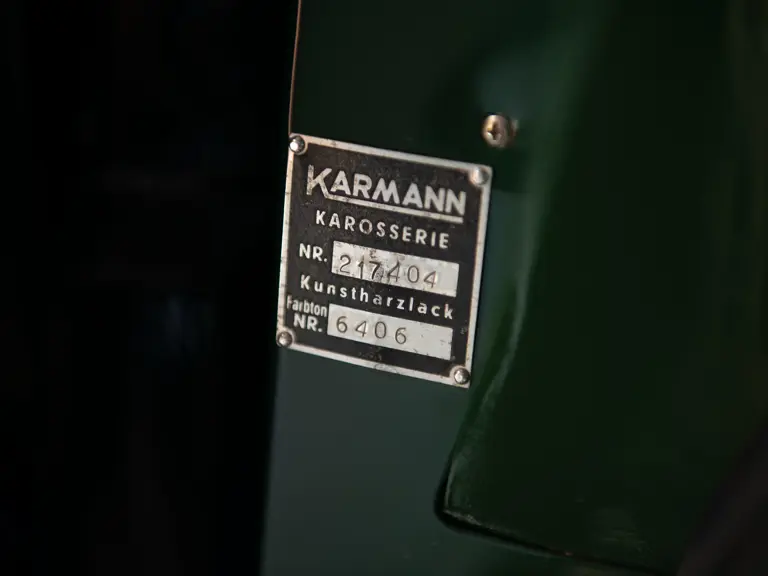 KARMANN
KAROSSERIE
NR. 217404
Kunstharzlack
Farbton
NR. 6406